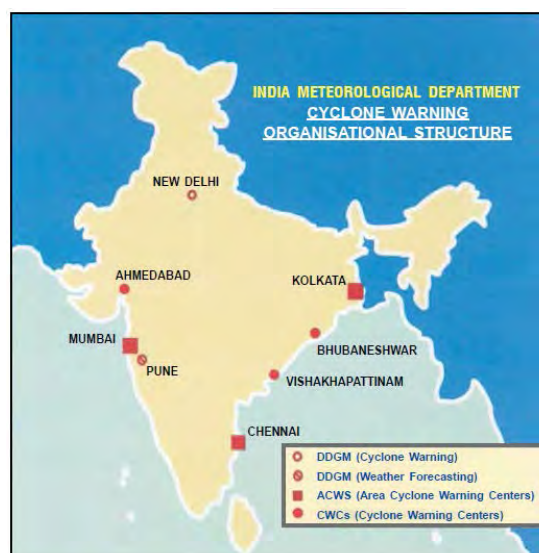 INDIA METEOROLOGICAL DEPARTMENT
CYCLONE WARNING
ORGANISATIONAL STRUCTURE
NEW DELHI
AHMEDABAD
KOLKATA
MUMBAI
BHUBANESHWAR
PUNE
VISHAKHAPATTINAM
CHENNAI
DDGM (Cyclone Warning)
DDGM (Weather Forecasting)
ACWS (Area Cyclone Warning Centers)
CWCs (Cyclone Warning Centers)